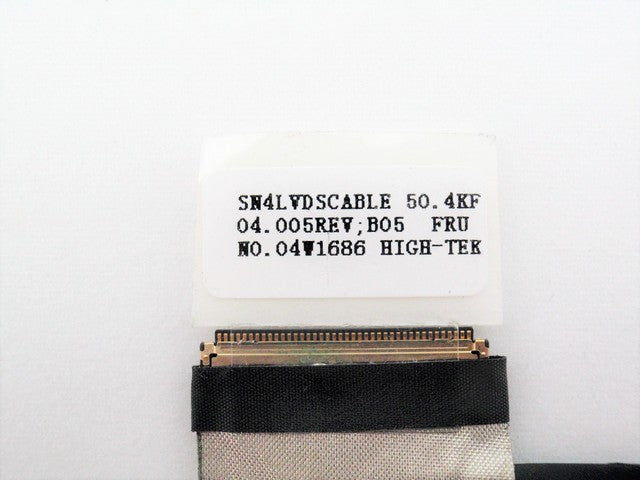 SN4LVDSCABLE 50.4KF
04.005REV;B05 FRU
NO.04W1686 HIGH-TEK